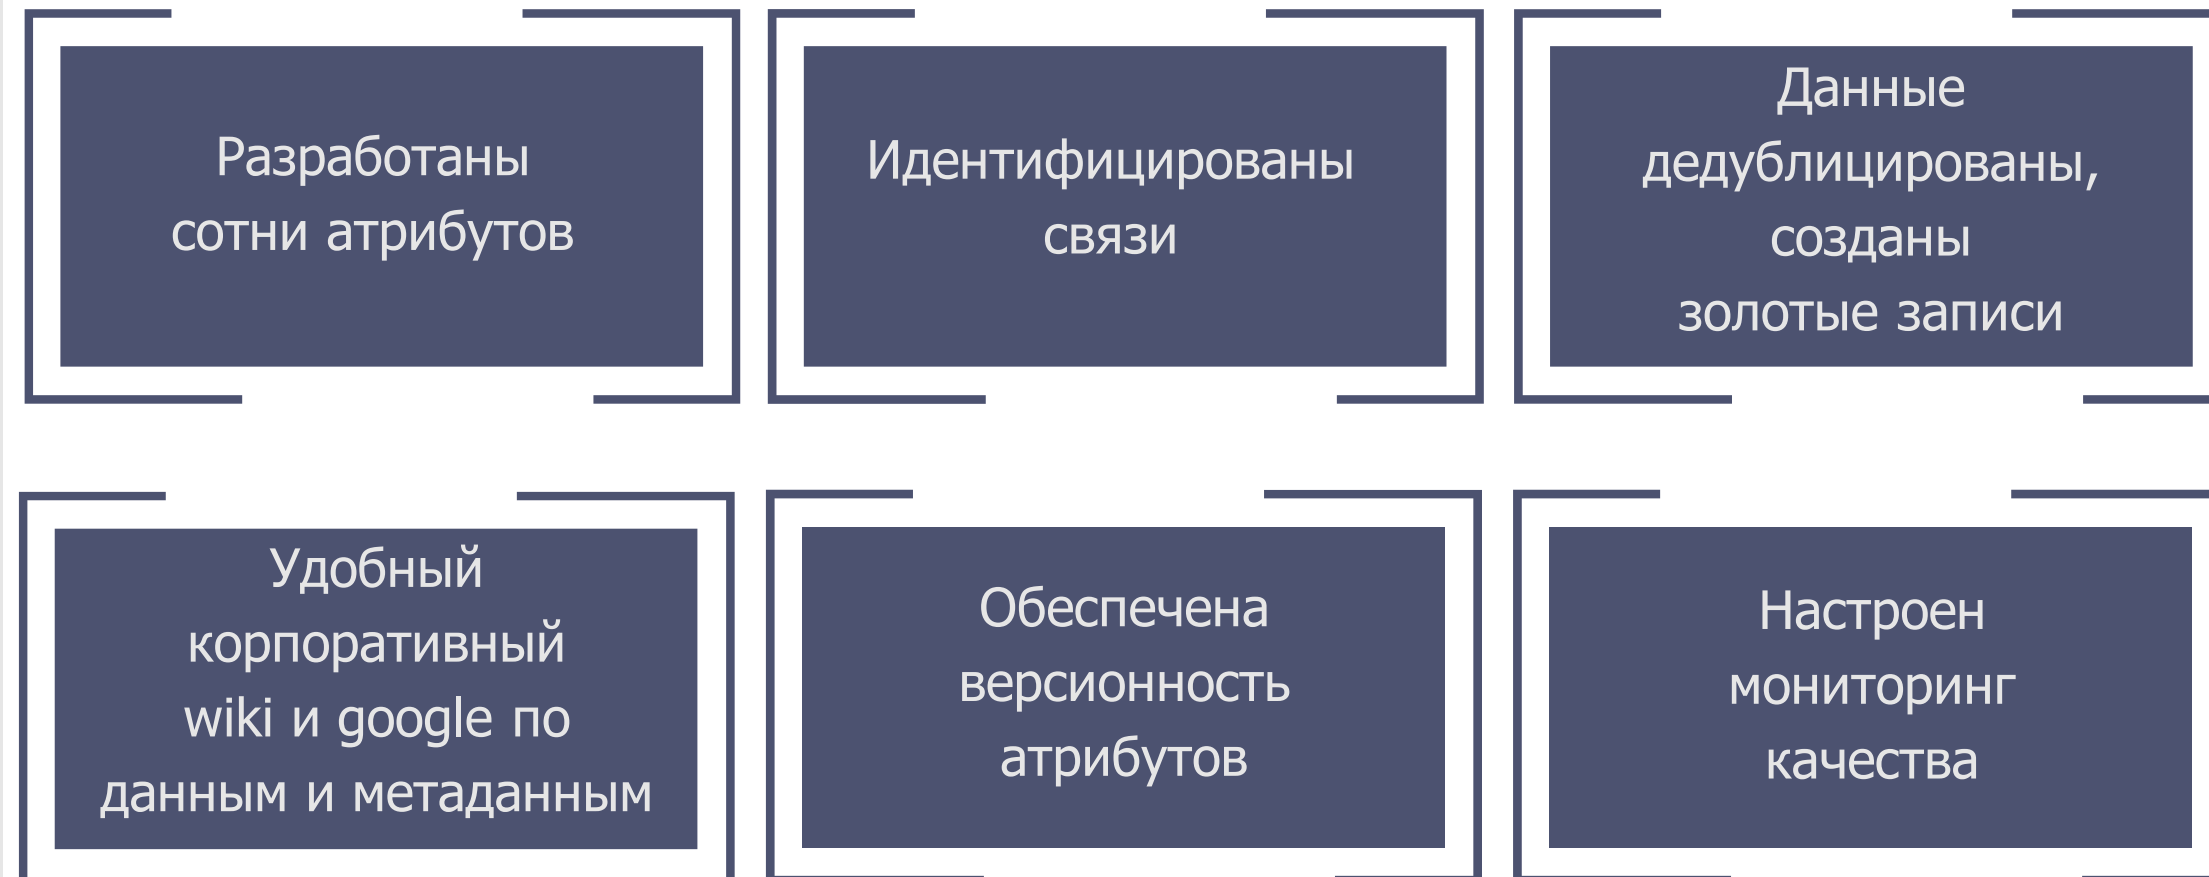 Разработаны
сотни атрибутов
Идентифицированы
связи
Данные
дедублицированы,
созданы
золотые записи
Удобный
корпоративный
wiki и google по
данным и метаданным
Обеспечена
версионность
атрибутов
Настроен
мониторинг
качества